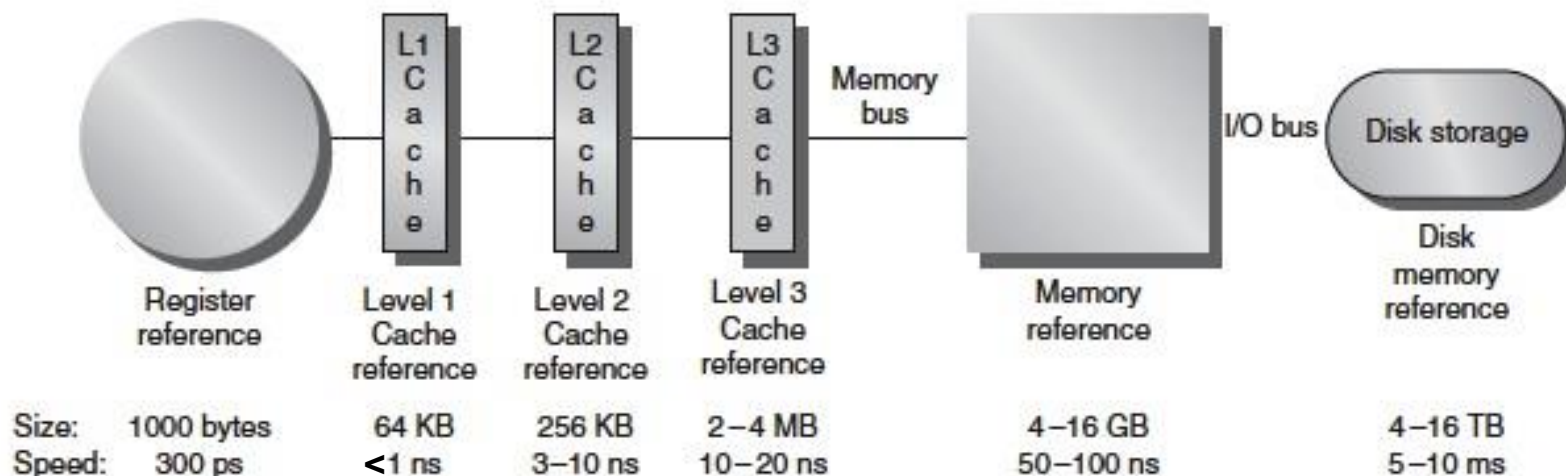 L1
C
a
c
h
e
L2
C
a
c
h
e
L3
C
a
c
h
e
Memory
bus
I/O bus
Disk storage
Register
reference
Level 1
Cache
reference
Level 2
Cache
reference
Level 3
Cache
reference
Memory
reference
Disk
memory
reference
Size: 1000 bytes 64 KB 256 KB 2–4 MB 4–16 GB 4–16 TB
Speed: 300 ps <1 ns 3–10 ns 10–20 ns 50–100 ns 5–10 ms